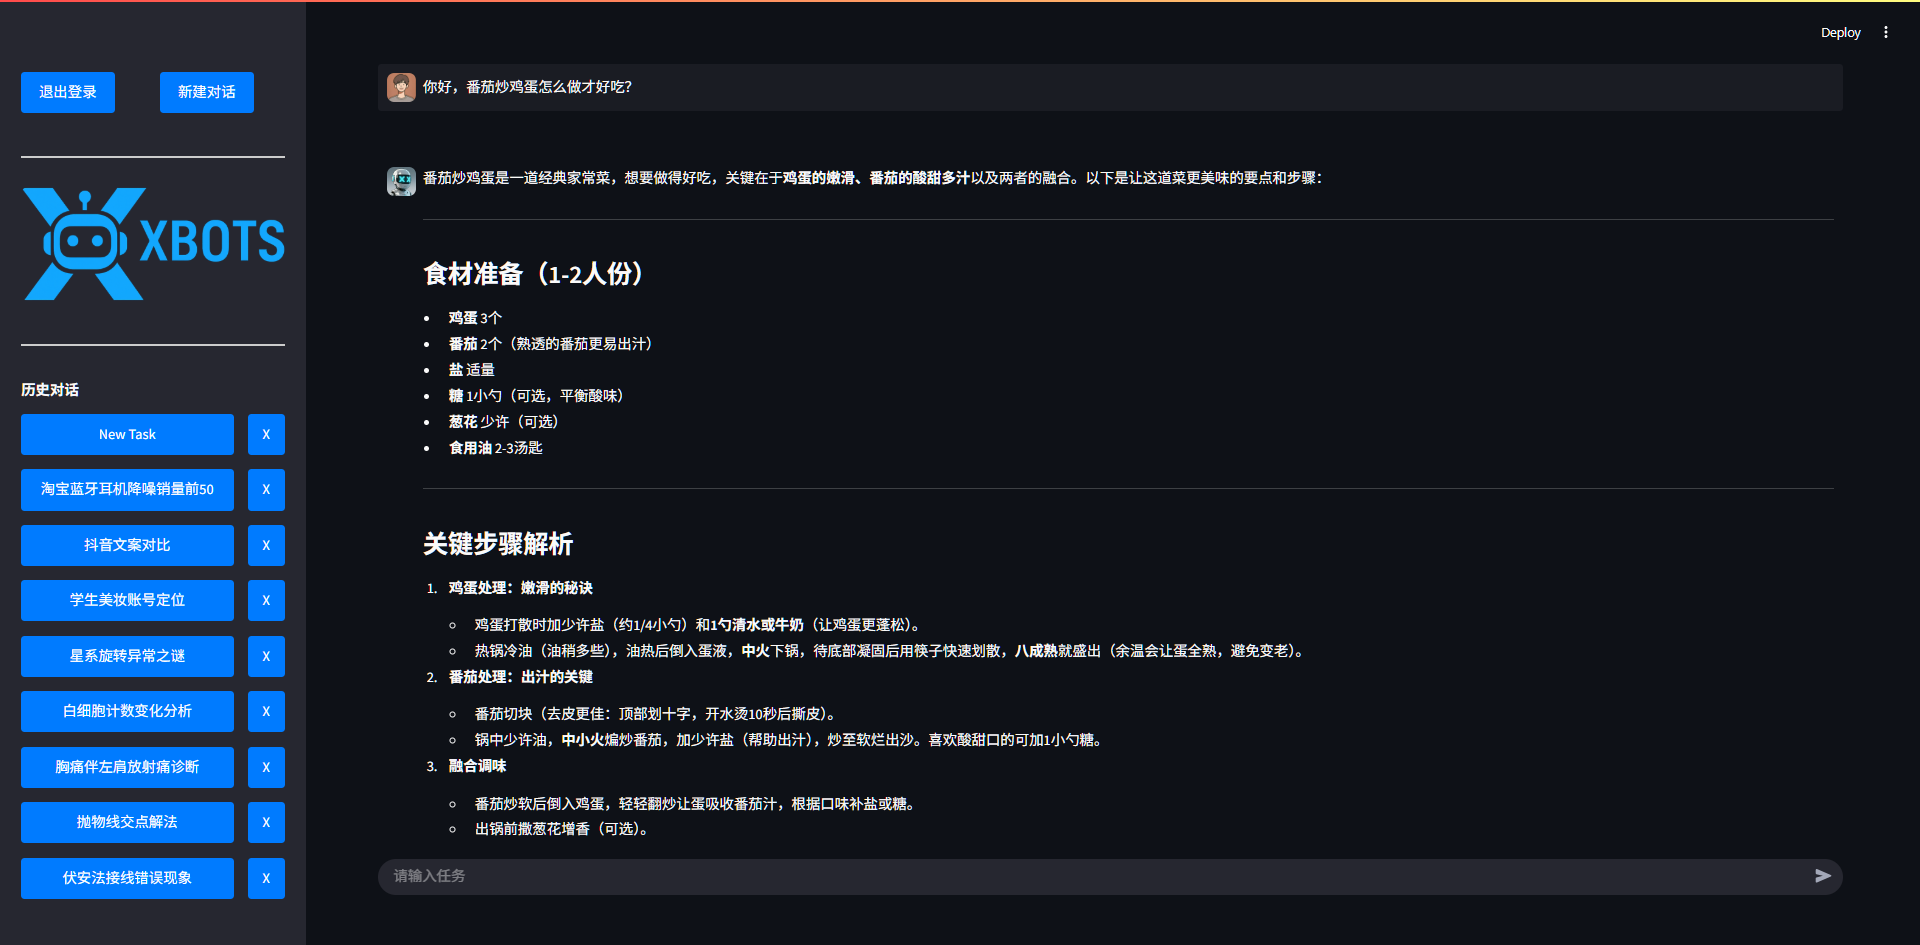 Deploy
退出登录
新建对话
XBOTS
历史对话
New Task X
淘宝蓝牙耳机降噪销量前50 X
抖音文案对比 X
学生美妆账号定位 X
星系旋转异常之谜 X
白细胞计数变化分析 X
胸痛伴左肩放射痛诊断 X
抛物线交点解法 X
伏安法接线错误现象 X
你好，番茄炒鸡蛋怎么做才好吃？
番茄炒鸡蛋是一道经典家常菜，想要做得好吃，关键在于鸡蛋的嫩滑、番茄的酸甜多汁以及两者的融合。以下是让这道菜更美味的要点和步骤：
食材准备（1-2人份）
鸡蛋 3个
番茄 2个（熟透的番茄更易出汁）
盐 适量
糖 1小勺（可选，平衡酸味）
葱花 少许（可选）
食用油 2-3汤匙
关键步骤解析
1. 鸡蛋处理：嫩滑的秘诀
鸡蛋打散时加少许盐（约1/4小勺）和1勺清水或牛奶（让鸡蛋更蓬松）。
热锅冷油（油稍多些），油热后倒入蛋液，中火下锅，待底部凝固后用筷子快速划散，八成熟就盛出（余温会让蛋全熟，避免变老）。
2. 番茄处理：出汁的关键
番茄切块（去皮更佳：顶部划十字，开水烫10秒后撕皮）。
锅中少许油，中小火煸炒番茄，加少许盐（帮助出汁），炒至软烂出沙。喜欢酸甜口的可加1小勺糖。
3. 融合调味
番茄炒软后倒入鸡蛋，轻轻翻炒让蛋吸收番茄汁，根据口味补盐或糖。
出锅前撒葱花增香（可选）。
请输入任务